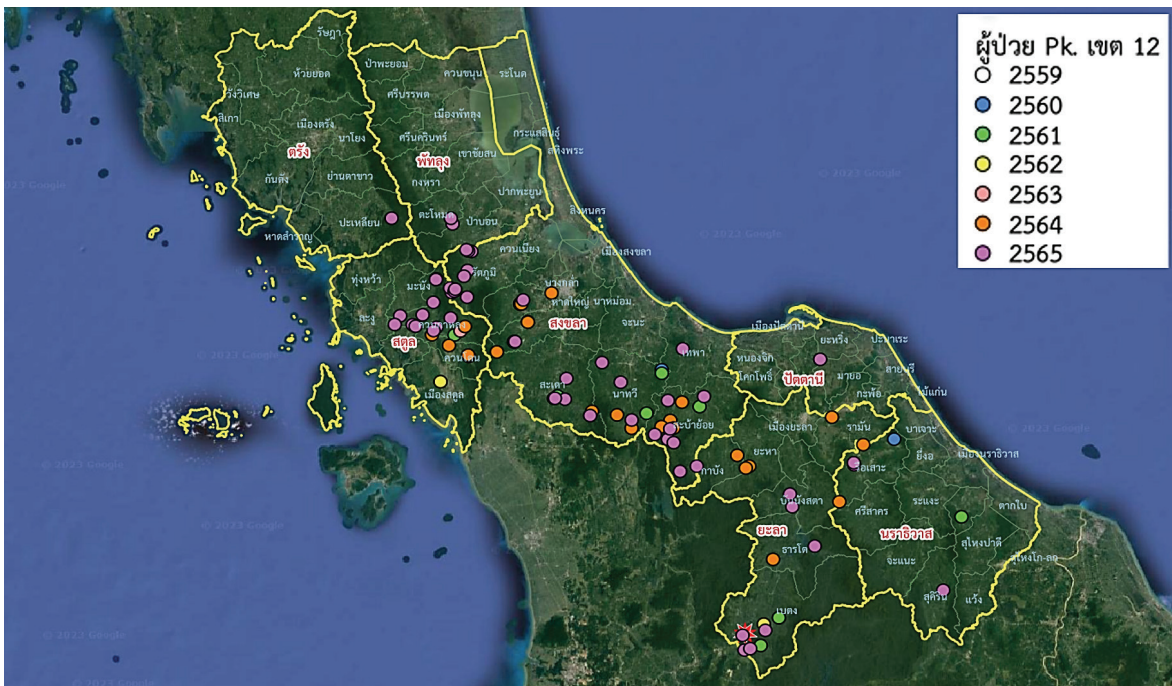 ผู้ป่วย Pk. เขต 12
2559
2560
2561
2562
2563
2564
2565
รัษฎา
ห้วยยอด
วังวิเศษ
สิเกา
เมืองตรัง
นาโยง
ตรัง
กันตัง
ย่านตาขาว
ปะเหลียน
หาดสำราญ
ป่าพะยอม
ควนขนุน
ระโนด
ศรีบรรพต
เมืองพัทลุง
ศรีนครินทร์
กระแสสินธุ์
เขาชัยสน
สทิงพระ
พัทลุง
กงหรา
ปากพะยูน
ตะโหมด
ป่าบอน
สิงหนคร
ควนเนียง
เมืองสงขลา
รัตภูมิ
ทุ่งหว้า
มะนัง
บางกล่ำ
หาดใหญ่
นาหม่อม
ละงู
ควนกาหลง
สงขลา
จะนะ
สตูล
ควนโดน
เมืองสตูล
เทพา
สะเดา
นาทวี
สะบ้าย้อย
เมืองปัตตานี
ยะหริ่ง
ปะนาเระ
หนองจิก
โคกโพธิ์
ปัตตานี
มายอ
สายบุรี
กะพ้อ
ไม้แก่น
เมืองยะลา
รามัน
บาเจาะ
ยะหา
ยี่งอ
เมืองนราธิวาส
กาบัง
รือเสาะ
บันนังสตา
ศรีสาคร
ระแงะ
ตากใบ
ยะลา
นราธิวาส
สุไหงปาดี
ธารโต
จะแนะ
สุไหงโก-ลก
สุคิริน
แว้ง
เบตง
© 2023 Google
© 2023 Google
© 2023 Google
© 2023 Google
© 2023 Google
© 2023 Google